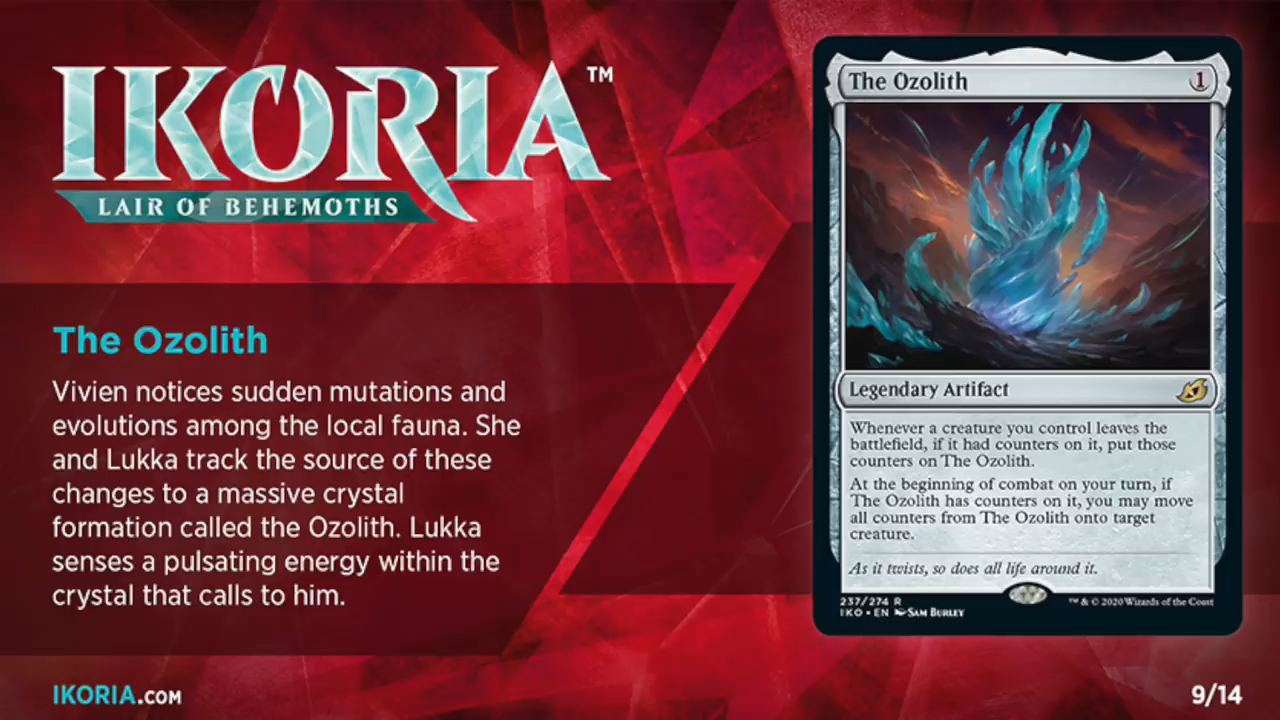 IKORIA™
LAIR OF BEHEMOTHS
The Ozolith
Vivien notices sudden mutations and
evolutions among the local fauna. She
and Lukka track the source of these
changes to a massive crystal
formation called the Ozolith. Lukka
senses a pulsating energy within the
crystal that calls to him.
IKORIA.COM
The Ozolith 1
Legendary Artifact
Whenever a creature you control leaves the
battlefield, if it had counters on it, put those
counters on The Ozolith.
At the beginning of combat on your turn, if
The Ozolith has counters on it, you may move
all counters from The Ozolith onto target
creature.
As it twists, so does all life around it.
237/274 R
IKO • EN SAM BURLEY
™ & © 2020 Wizards of the Coast
9/14